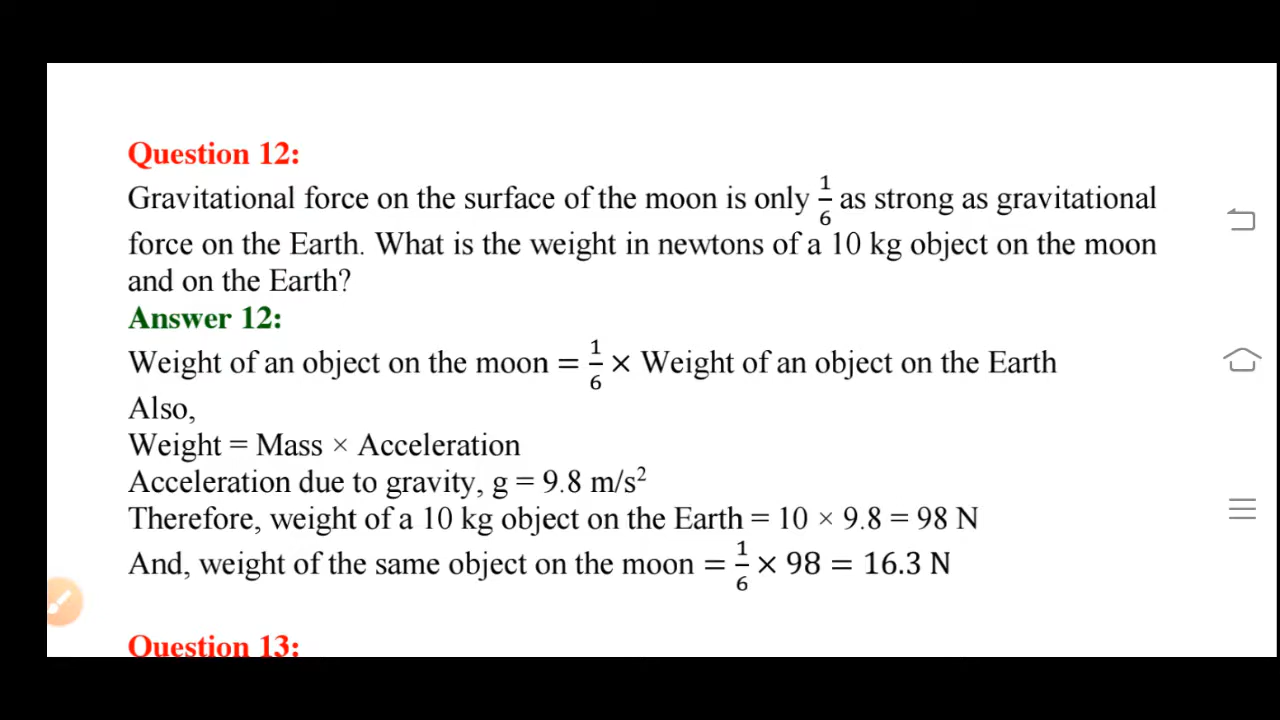 Question 12:
Gravitational force on the surface of the moon is only 1/6 as strong as gravitational
force on the Earth. What is the weight in newtons of a 10 kg object on the moon
and on the Earth?
Answer 12:
Weight of an object on the moon = 1/6 × Weight of an object on the Earth
Also,
Weight = Mass × Acceleration
Acceleration due to gravity, g = 9.8 m/s²
Therefore, weight of a 10 kg object on the Earth = 10 × 9.8 = 98 N
And, weight of the same object on the moon = 1/6 × 98 = 16.3 N
Question 13: